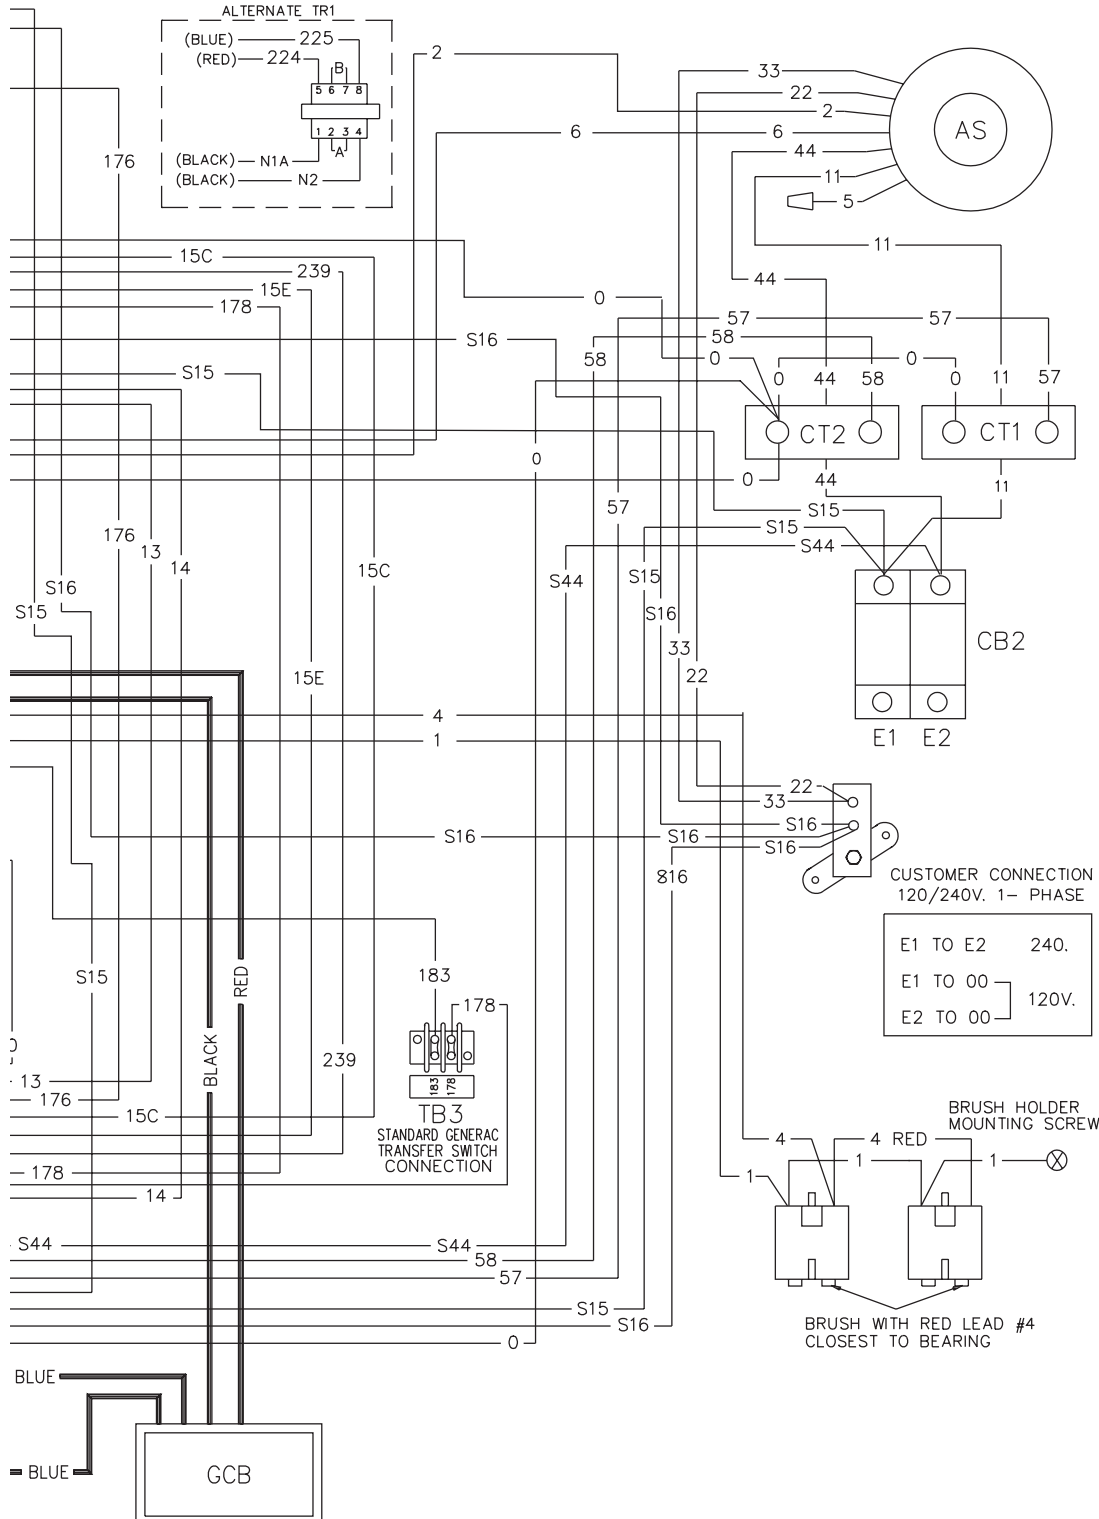 ALTERNATE TR1
(BLUE) 225
(RED) 224
B
5 6 7 8
1 2 3 4
A
(BLACK) N1A
(BLACK) N2
176
2
33
22
2
6
6
44
11
5
AS
15C
239
15E
178
11
44
0
57
57
58
S16
58
0
0
S15
0
44
58
0
11
57
CT2
CT1
0
0
44
11
57
S15
S15
S44
176
13
14
15C
S44
S15
S16
S15
S16
CB2
33
22
15E
4
1
E1 E2
22
33
S16
S16
S16
S16
816
CUSTOMER CONNECTION
120/240V. 1- PHASE
E1 TO E2 240.
E1 TO 00
120V.
E2 TO 00
S15
RED
183
178
BLACK
239
183
178
13
176
15C
TB3
STANDARD GENERAC
TRANSFER SWITCH
CONNECTION
178
14
BRUSH HOLDER
MOUNTING SCREW
4
4 RED
1
1
1
S44
S44
58
57
S15
S16
0
BRUSH WITH RED LEAD #4
CLOSEST TO BEARING
BLUE
BLUE
GCB